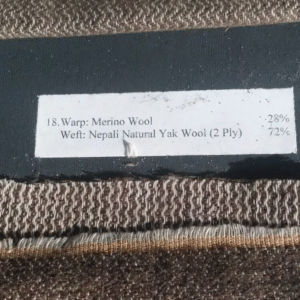 18. Warp: Merino Wool 28%
Weft: Nepali Natural Yak Wool (2 Ply) 72%